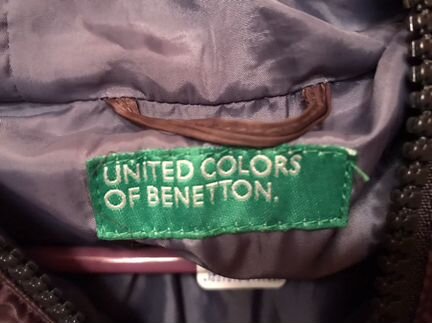 UNITED COLORS
OF BENETTON.